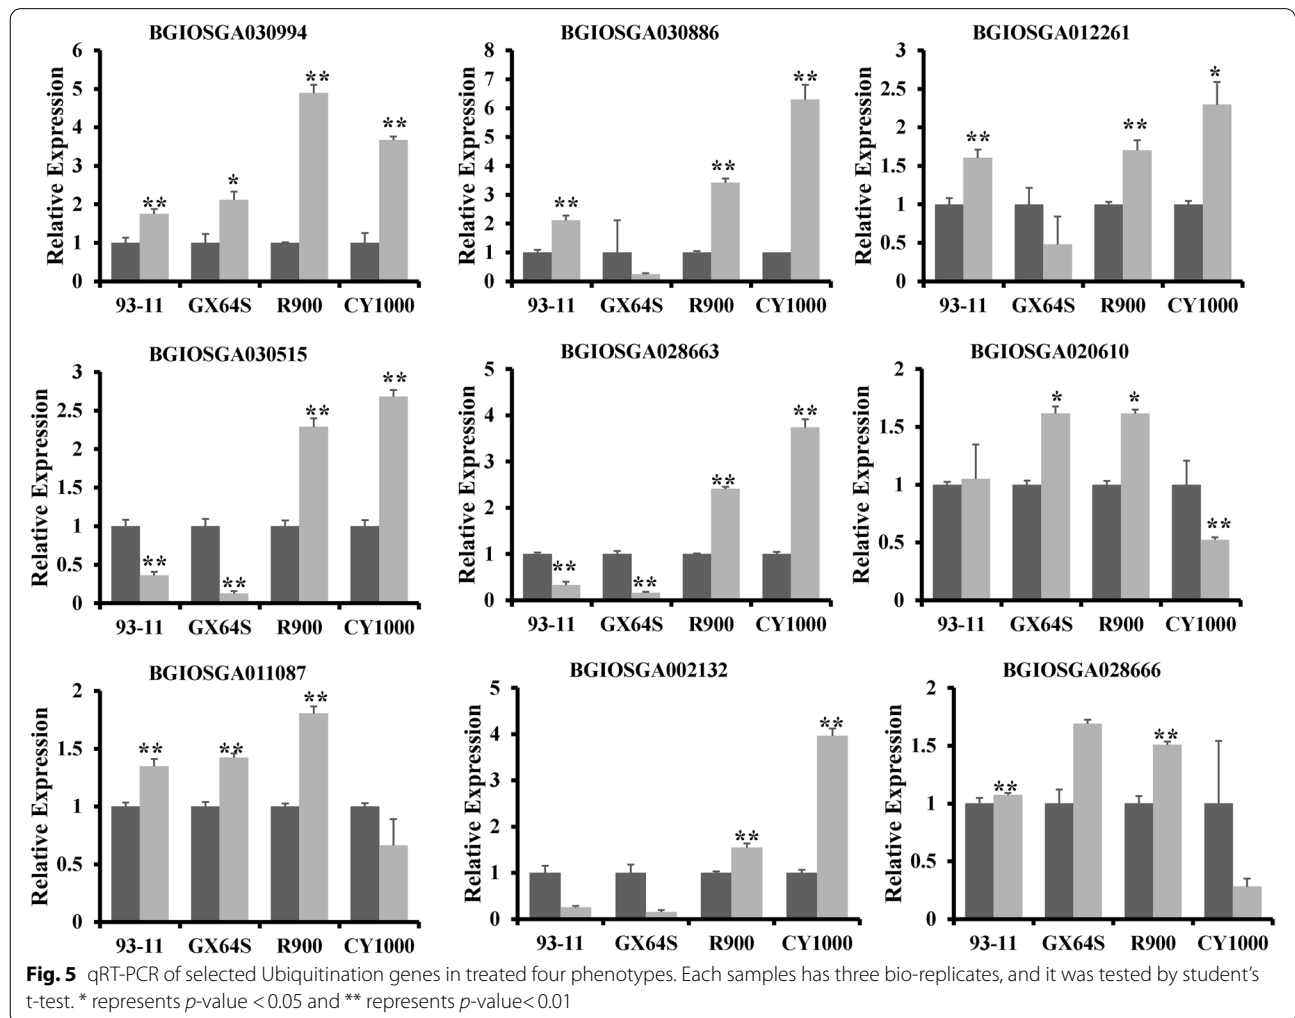 BGIOSGA030994
Relative Expression
6
5
4
3
2
1
0
**
*
**
**
93-11 GX64S R900 CY1000
BGIOSGA030886
Relative Expression
8
7
6
5
4
3
2
1
0
**
**
**
93-11 GX64S R900 CY1000
BGIOSGA012261
Relative Expression
3
2.5
2
1.5
1
0.5
0
**
**
*
93-11 GX64S R900 CY1000
BGIOSGA030515
Relative Expression
3
2.5
2
1.5
1
0.5
0
**
**
**
**
93-11 GX64S R900 CY1000
BGIOSGA028663
Relative Expression
5
4
3
2
1
0
**
**
**
**
93-11 GX64S R900 CY1000
BGIOSGA020610
Relative Expression
2
1.5
1
0.5
0
*
*
**
93-11 GX64S R900 CY1000
BGIOSGA011087
Relative Expression
2
1.5
1
0.5
0
**
**
**
93-11 GX64S R900 CY1000
BGIOSGA002132
Relative Expression
5
4
3
2
1
0
**
**
93-11 GX64S R900 CY1000
BGIOSGA028666
Relative Expression
2
1.5
1
0.5
0
**
**
93-11 GX64S R900 CY1000
Fig. 5 qRT-PCR of selected Ubiquitination genes in treated four phenotypes. Each samples has three bio-replicates, and it was tested by student's
t-test. * represents p-value < 0.05 and ** represents p-value< 0.01